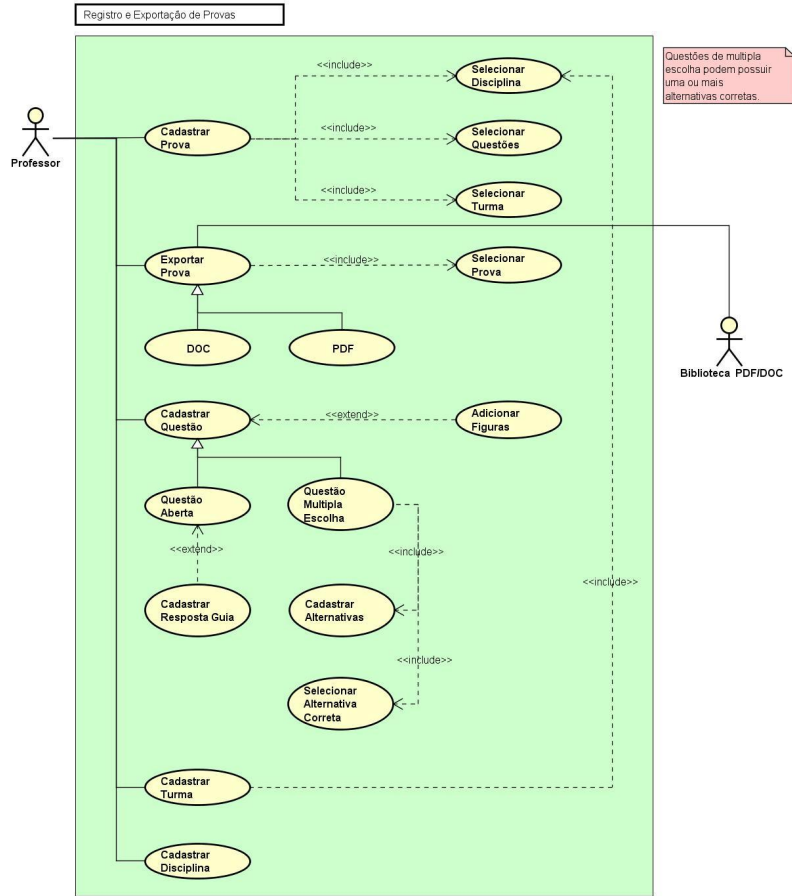 Registro e Exportação de Provas
Questões de multipla
escolha podem possuir
uma ou mais
alternativas corretas.
<<include>>
Selecionar
Disciplina
Professor
Cadastrar
Prova
<<include>>
Selecionar
Questões
<<include>>
Selecionar
Turma
Exportar
Prova
<<include>>
Selecionar
Prova
DOC
PDF
Biblioteca PDF/DOC
Cadastrar
Questão
<<extend>>
Adicionar
Figuras
Questão
Aberta
Questão
Multipla
Escolha
<<extend>>
<<include>>
<<include>>
Cadastrar
Resposta Guia
Cadastrar
Alternativas
<<include>>
Selecionar
Alternativa
Correta
Cadastrar
Turma
Cadastrar
Disciplina